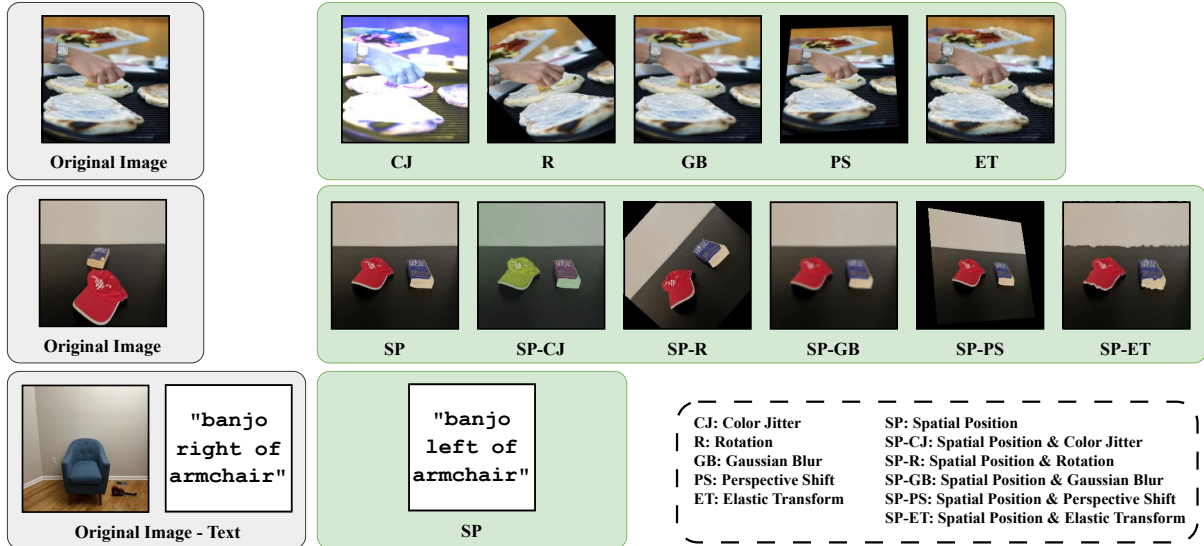 Original Image
CJ
R
GB
PS
ET
Original Image
SP
SP-CJ
SP-R
SP-GB
SP-PS
SP-ET
"banjo
right of
armchair"
Original Image - Text
"banjo
left of
armchair"
SP
CJ: Color Jitter
R: Rotation
GB: Gaussian Blur
PS: Perspective Shift
ET: Elastic Transform
SP: Spatial Position
SP-CJ: Spatial Position & Color Jitter
SP-R: Spatial Position & Rotation
SP-GB: Spatial Position & Gaussian Blur
SP-PS: Spatial Position & Perspective Shift
SP-ET: Spatial Position & Elastic Transform